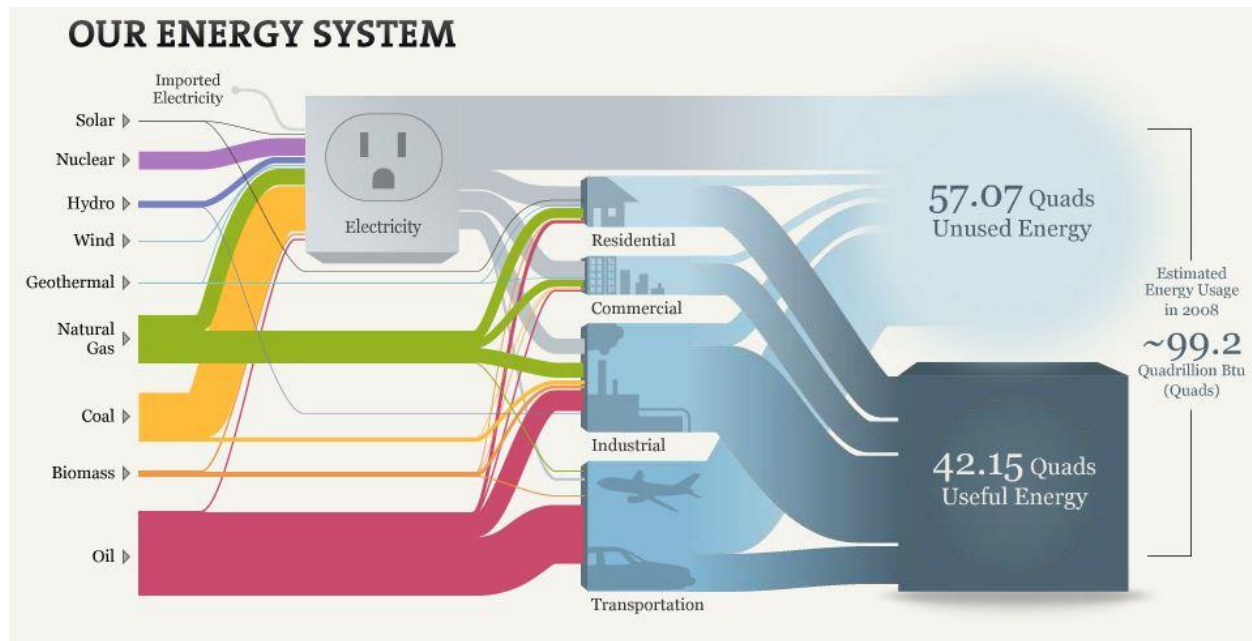 OUR ENERGY SYSTEM
Imported
Electricity
Solar
Nuclear
Hydro
Wind
Geothermal
Natural
Gas
Coal
Biomass
Oil
Electricity
Residential
Commercial
Industrial
Transportation
57.07 Quads
Unused Energy
42.15 Quads
Useful Energy
Estimated
Energy Usage
in 2008
~99.2
Quadrillion Btu
(Quads)